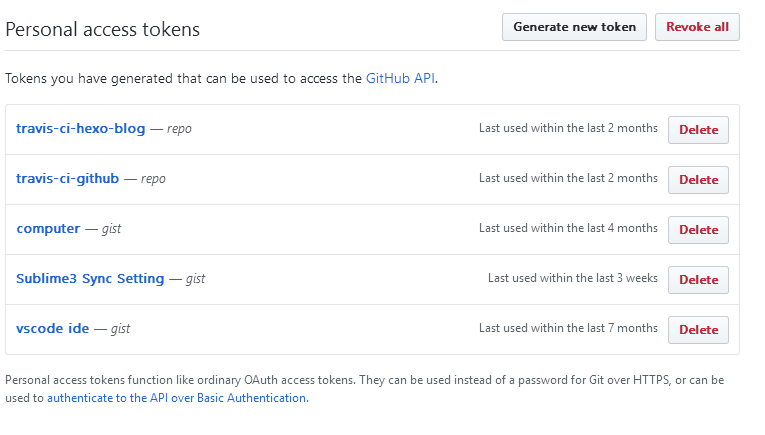 Personal access tokens Generate new token Revoke all
Tokens you have generated that can be used to access the GitHub API.
travis-ci-hexo-blog — repo Last used within the last 2 months Delete
travis-ci-github — repo Last used within the last 2 months Delete
computer — gist Last used within the last 4 months Delete
Sublime3 Sync Setting — gist Last used within the last 3 weeks Delete
vscode ide — gist Last used within the last 7 months Delete
Personal access tokens function like ordinary OAuth access tokens. They can be used instead of a password for Git over HTTPS, or can be
used to authenticate to the API over Basic Authentication.